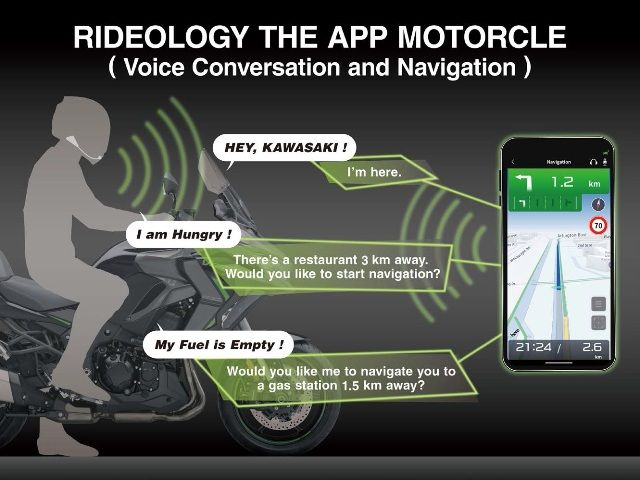 RIDEOLOGY THE APP MOTORCLE
( Voice Conversation and Navigation )
HEY, KAWASAKI !
I'm here.
I am Hungry !
There's a restaurant 3 km away.
Would you like to start navigation?
My Fuel is Empty !
Would you like me to navigate you to
a gas station 1.5 km away?
Navigation
1.2 km
70
21:24 / 2.6
km